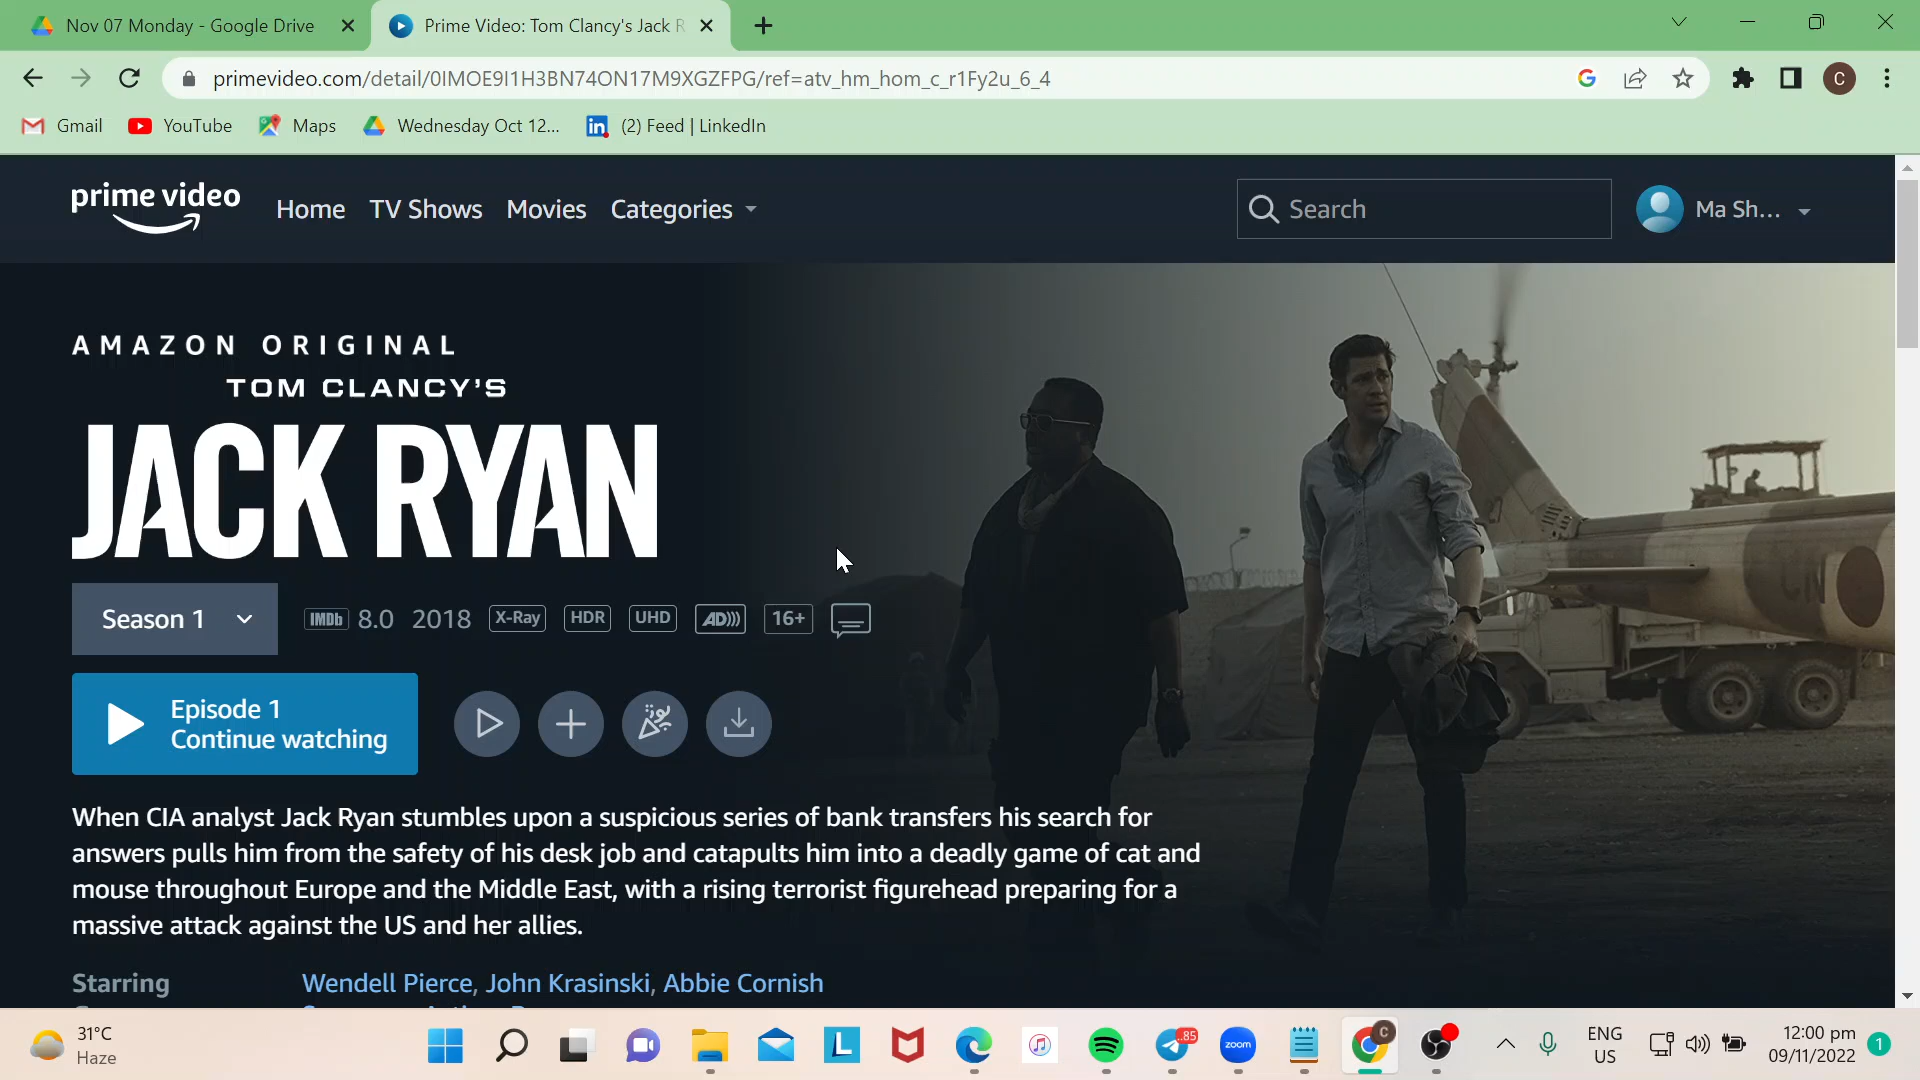 Nov 07 Monday - Google Drive
Prime Video: Tom Clancy's Jack R
primevideo.com/detail/0IMOE9I1H3BN74ON17M9XGZFPG/ref=atv_hm_hom_c_r1Fy2u_6_4
C
Gmail
YouTube
Maps
Wednesday Oct 12...
in
(2) Feed | LinkedIn
prime video
Home
TV Shows
Movies
Categories
Search
Ma Sh...
AMAZON ORIGINAL
TOM CLANCY'S
JACK RYAN
Season 1
IMDb 8.0 2018 X-Ray HDR UHD AD))) 16+
Episode 1
Continue watching
When CIA analyst Jack Ryan stumbles upon a suspicious series of bank transfers his search for
answers pulls him from the safety of his desk job and catapults him into a deadly game of cat and
mouse throughout Europe and the Middle East, with a rising terrorist figurehead preparing for a
massive attack against the US and her allies.
Starring
Wendell Pierce, John Krasinski, Abbie Cornish
31°C
Haze
L
..85
zoom
C
ENG
US
12:00 pm
09/11/2022
1